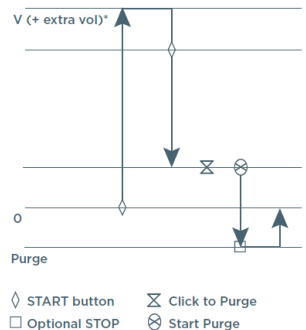 V (+ extra vol)*
0
Purge
START button
Click to Purge
Optional STOP
Start Purge